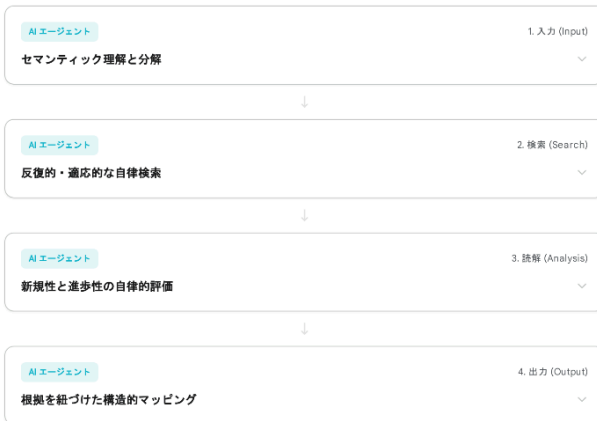 AI エージェント
1. 入力 (Input)
セマンティック理解と分解
↓
AI エージェント
2. 検索 (Search)
反復的・適応的な自律検索
↓
AI エージェント
3. 読解 (Analysis)
新規性と進歩性の自律的評価
↓
AI エージェント
4. 出力 (Output)
根拠を紐づけた構造的マッピング